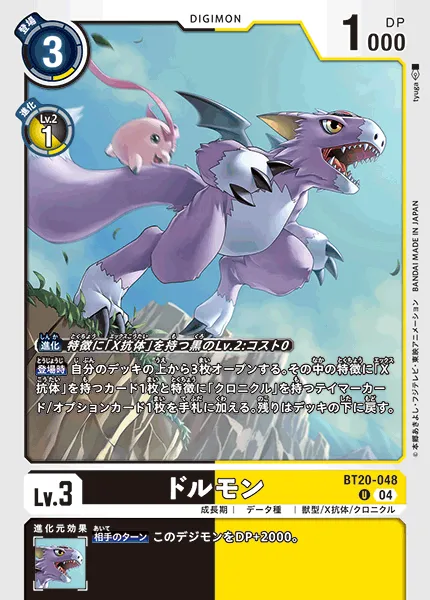 DIGIMON
登場
3
DP
1000
進化
Lv.2
1
tyuga
進化 特徴に「X抗体」を持つ黒のLv.2:コスト0
登場時 自分のデッキの上から3枚オープンする。その中の特徴に「X
抗体」を持つカード1枚と特徴に「クロニクル」を持つテイマーカー
ド/オプションカード1枚を手札に加える。残りはデッキの下に戻す。
©本郷あきよし・フジテレビ・東映アニメーション BANDAI MADE IN JAPAN
Lv.3
ドルモン
BT20-048
U 04
成長期 | データ種 | 獣型/X抗体/クロニクル
進化元効果
相手のターン このデジモンをDP+2000。